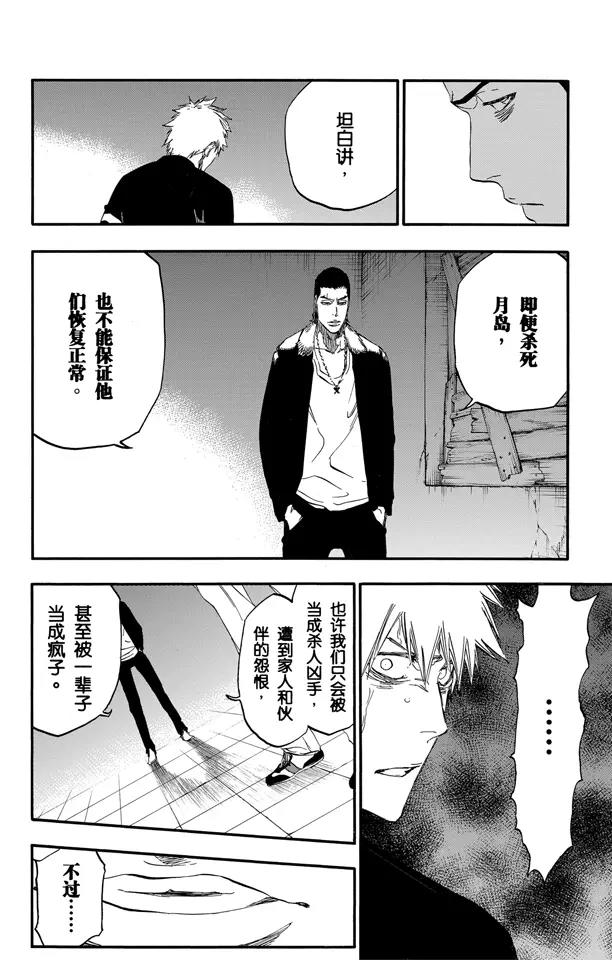 坦白讲，
即便杀死
月岛，
也不能保证他
们恢复正常。
……
也许我们只会被
当成杀人凶手，
遭到家人和伙
伴的怨恨，
甚至被一辈子
当成疯子。
不过……